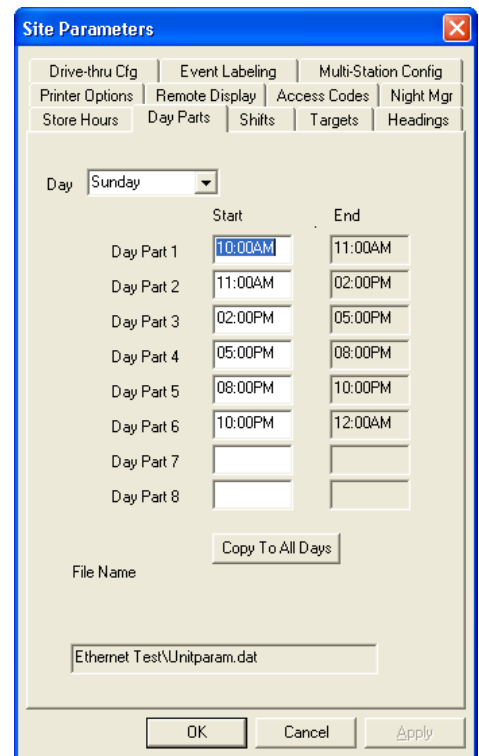 Site Parameters
Drive-thru Cfg Event Labeling Multi-Station Config
Printer Options Remote Display Access Codes Night Mgr
Store Hours Day Parts Shifts Targets Headings
Day Sunday
Start End
Day Part 1 10:00AM 11:00AM
Day Part 2 11:00AM 02:00PM
Day Part 3 02:00PM 05:00PM
Day Part 4 05:00PM 08:00PM
Day Part 5 08:00PM 10:00PM
Day Part 6 10:00PM 12:00AM
Day Part 7
Day Part 8
Copy To All Days
File Name
Ethernet Test\Unitparam.dat
OK Cancel Apply